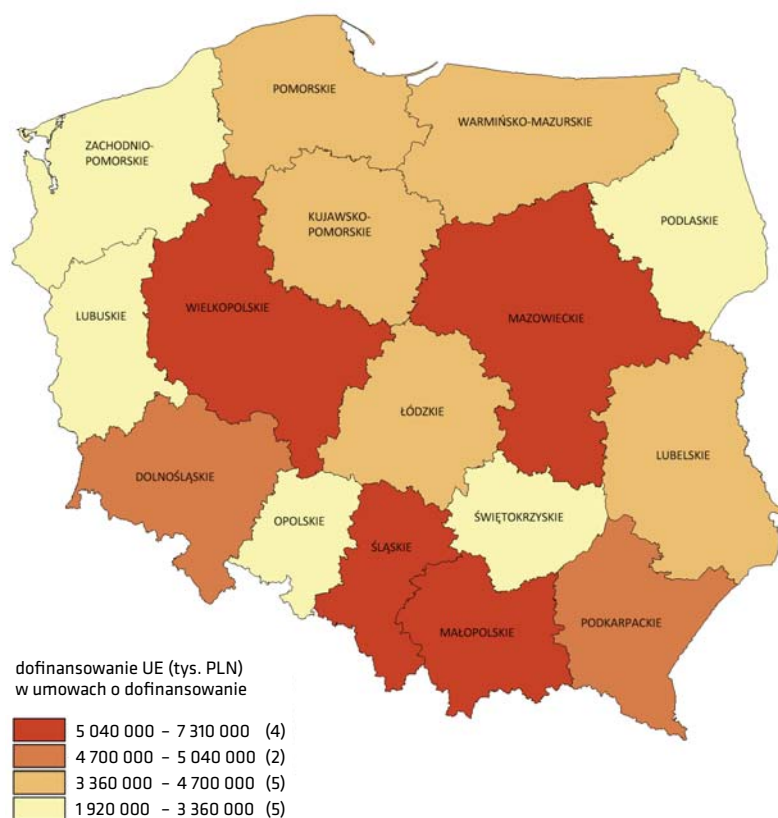 POMORSKIE
WARMIŃSKO-MAZURSKIE
ZACHODNIO-
POMORSKIE
KUJAWSKO-
POMORSKIE
PODLASKIE
WIELKOPOLSKIE
LUBUSKIE
MAZOWIECKIE
ŁÓDZKIE
LUBELSKIE
DOLNOŚLĄSKIE
OPOLSKIE
ŚWIĘTOKRZYSKIE
ŚLĄSKIE
MAŁOPOLSKIE
PODKARPACKIE
dofinansowanie UE (tys. PLN)
w umowach o dofinansowanie
5 040 000 – 7 310 000 (4)
4 700 000 – 5 040 000 (2)
3 360 000 – 4 700 000 (5)
1 920 000 – 3 360 000 (5)